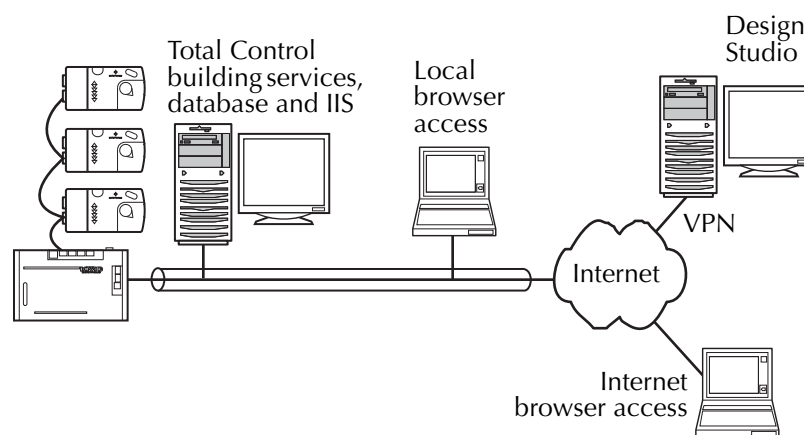 Total Control
building services,
database and IIS
Local
browser
access
Design
Studio
VPN
Internet
Internet
browser access